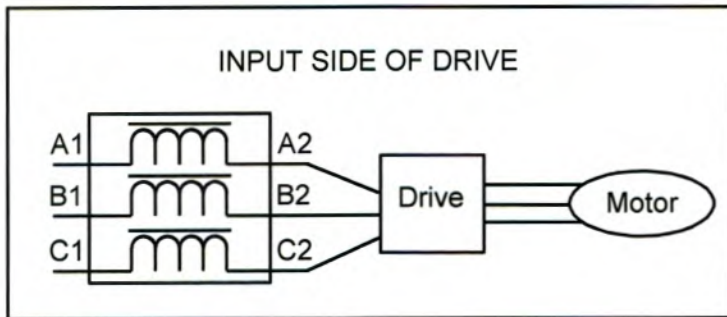 INPUT SIDE OF DRIVE
A1 A2
B1 B2 Drive Motor
C1 C2